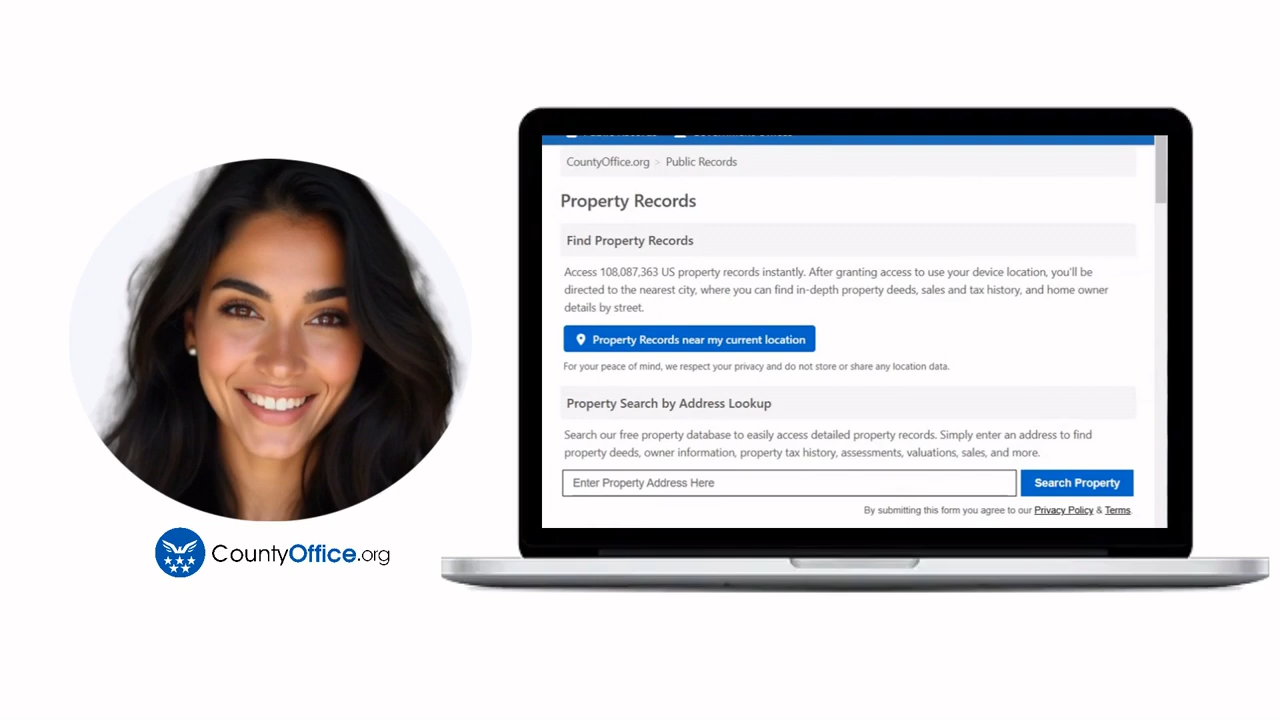 CountyOffice.org > Public Records
Property Records
Find Property Records
Access 108,087,363 US property records instantly. After granting access to use your device location, you'll be
directed to the nearest city, where you can find in-depth property deeds, sales and tax history, and home owner
details by street.
Property Records near my current location
For your peace of mind, we respect your privacy and do not store or share any location data.
Property Search by Address Lookup
Search our free property database to easily access detailed property records. Simply enter an address to find
property deeds, owner information, property tax history, assessments, valuations, sales, and more.
Enter Property Address Here
Search Property
By submitting this form you agree to our Privacy Policy & Terms.
CountyOffice.org